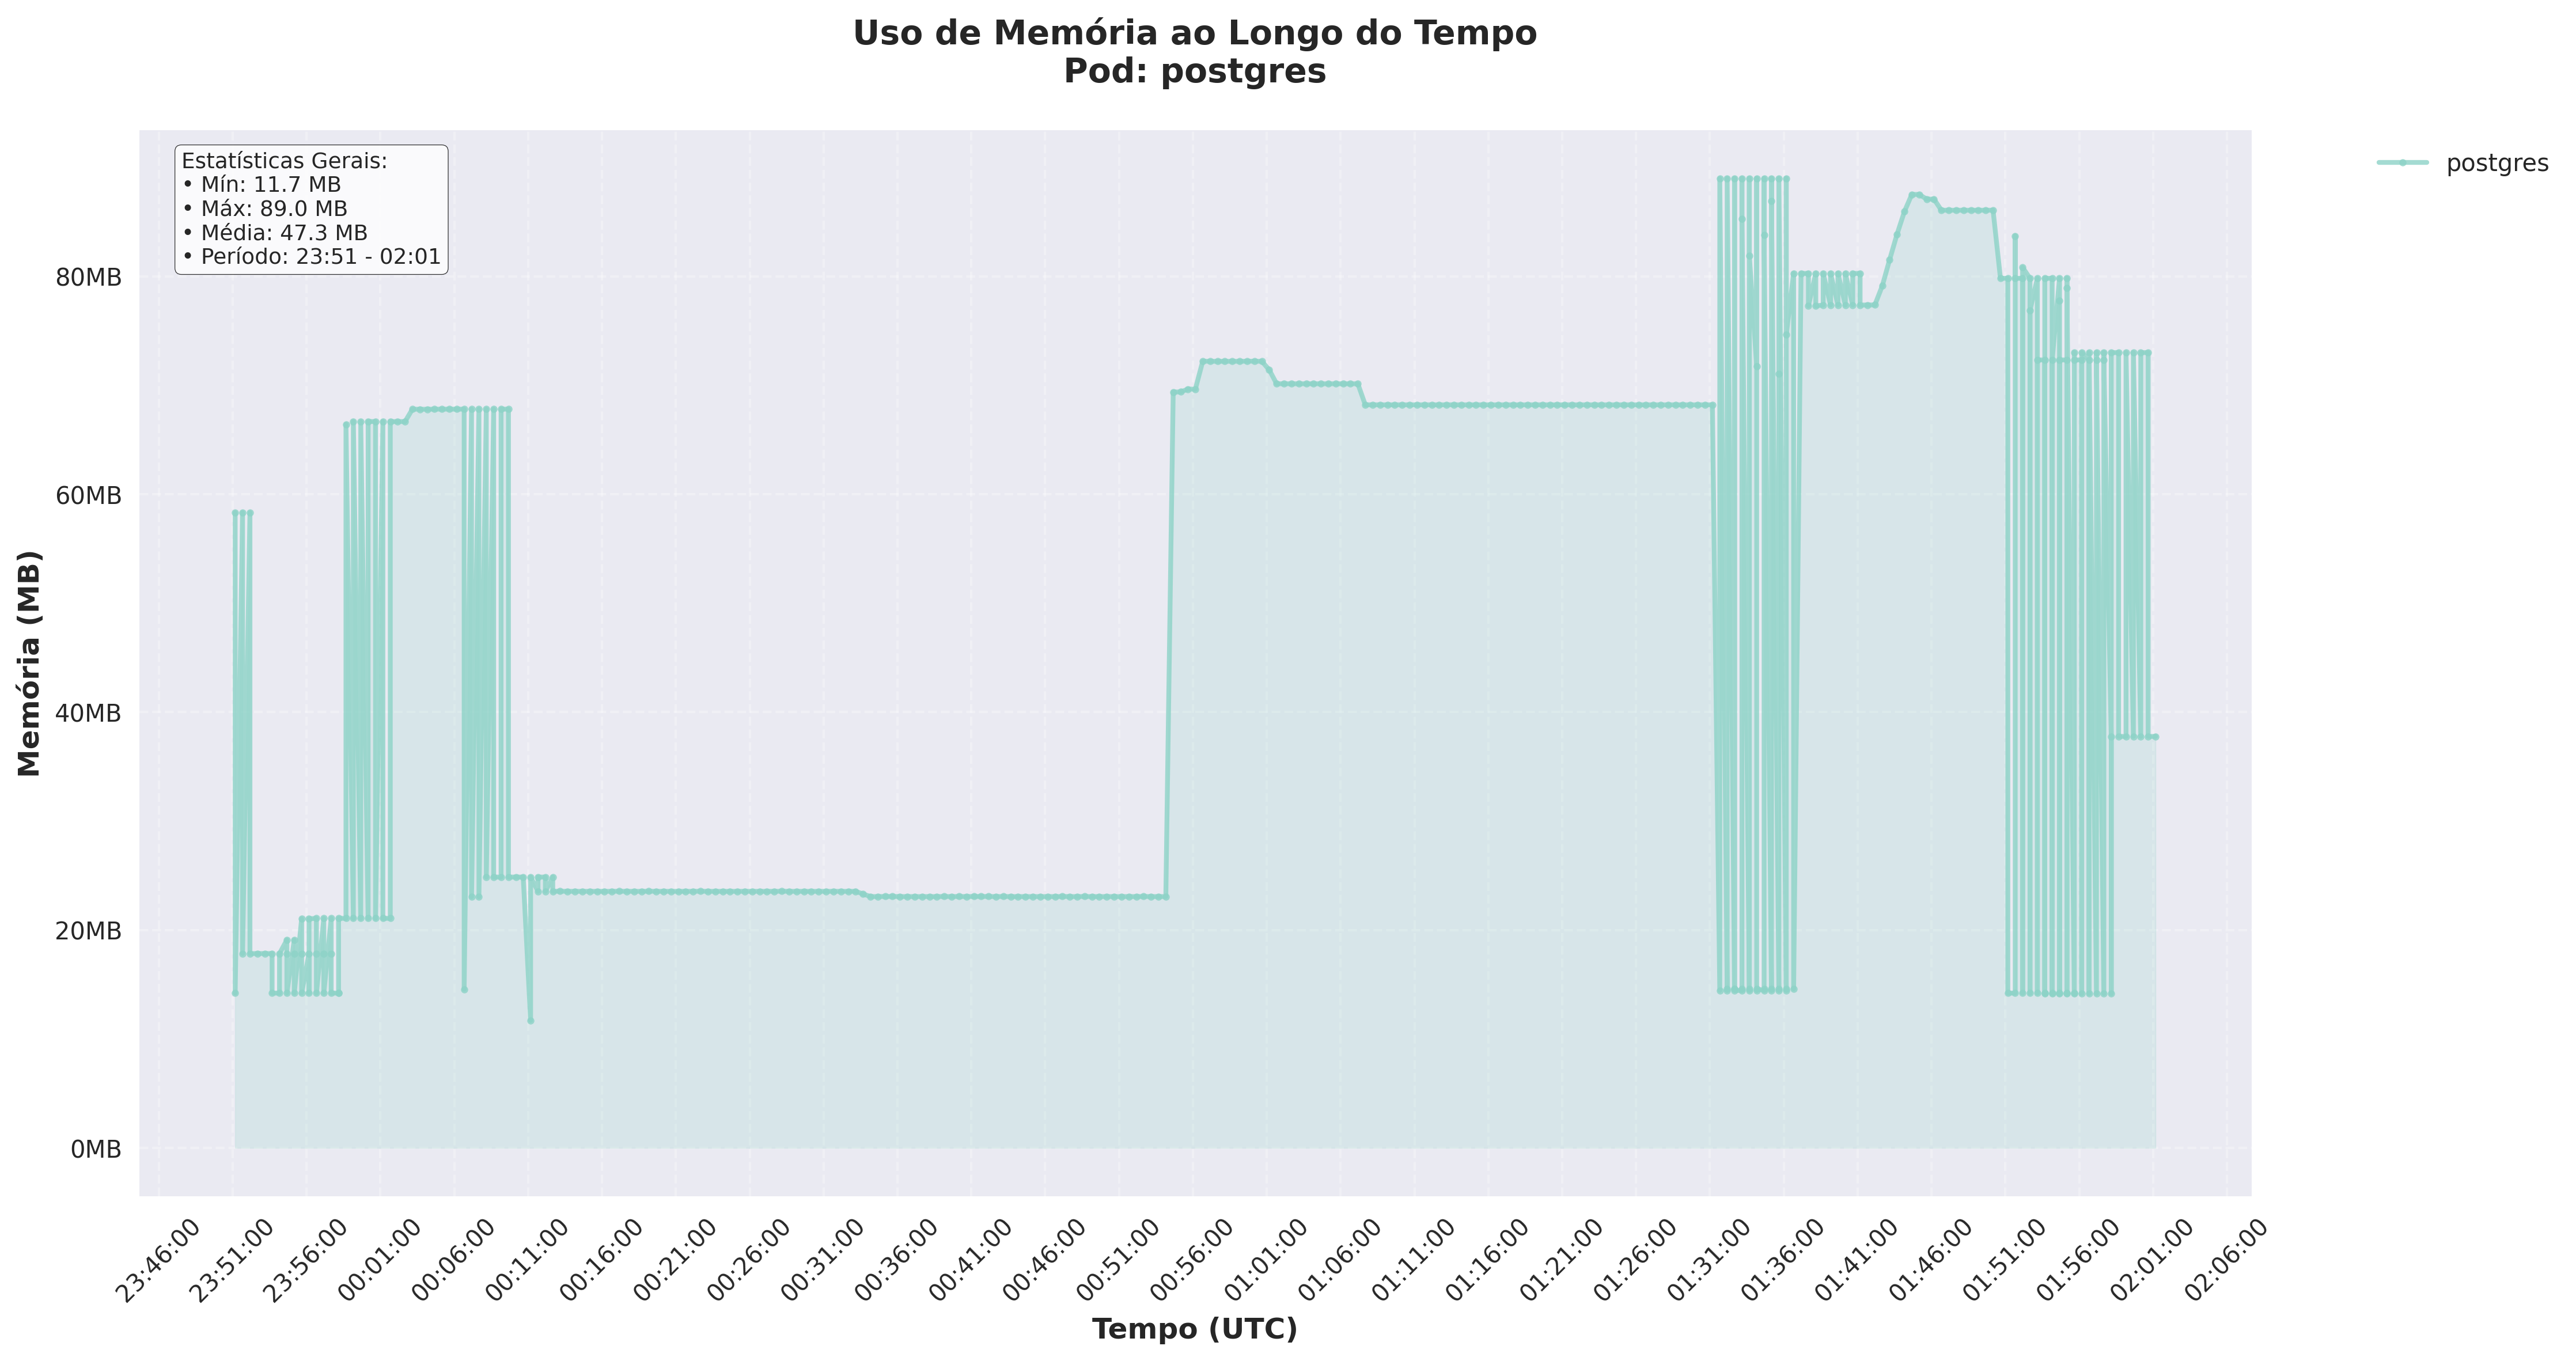 Uso de Memória ao Longo do Tempo
Pod: postgres
Estatísticas Gerais:
• Mín: 11.7 MB
• Máx: 89.0 MB
• Média: 47.3 MB
• Período: 23:51 - 02:01
postgres
Memória (MB)
80MB
60MB
40MB
20MB
0MB
23:46:00
23:51:00
23:56:00
00:01:00
00:06:00
00:11:00
00:16:00
00:21:00
00:26:00
00:31:00
00:36:00
00:41:00
00:46:00
00:51:00
00:56:00
01:01:00
01:06:00
01:11:00
01:16:00
01:21:00
01:26:00
01:31:00
01:36:00
01:41:00
01:46:00
01:51:00
01:56:00
02:01:00
02:06:00
Tempo (UTC)